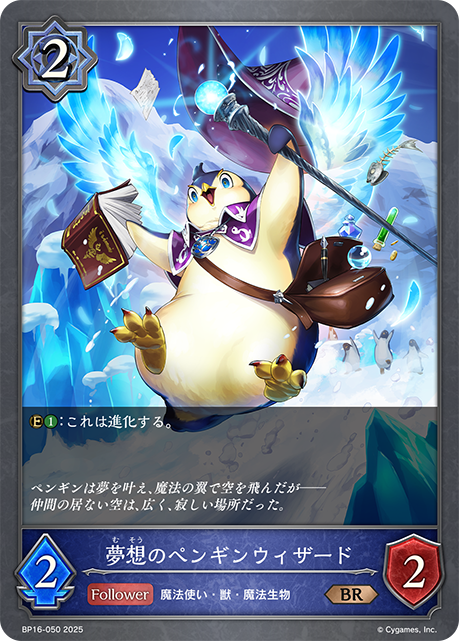 2
E 1:これは進化する。
ペンギンは夢を叶え、魔法の翼で空を飛んだが――
仲間の居ない空は、広く、寂しい場所だった。
むそう
夢想のペンギンウィザード
2
Follower 魔法使い・獣・魔法生物 BR
2
BP16-050 2025 © Cygames, Inc.